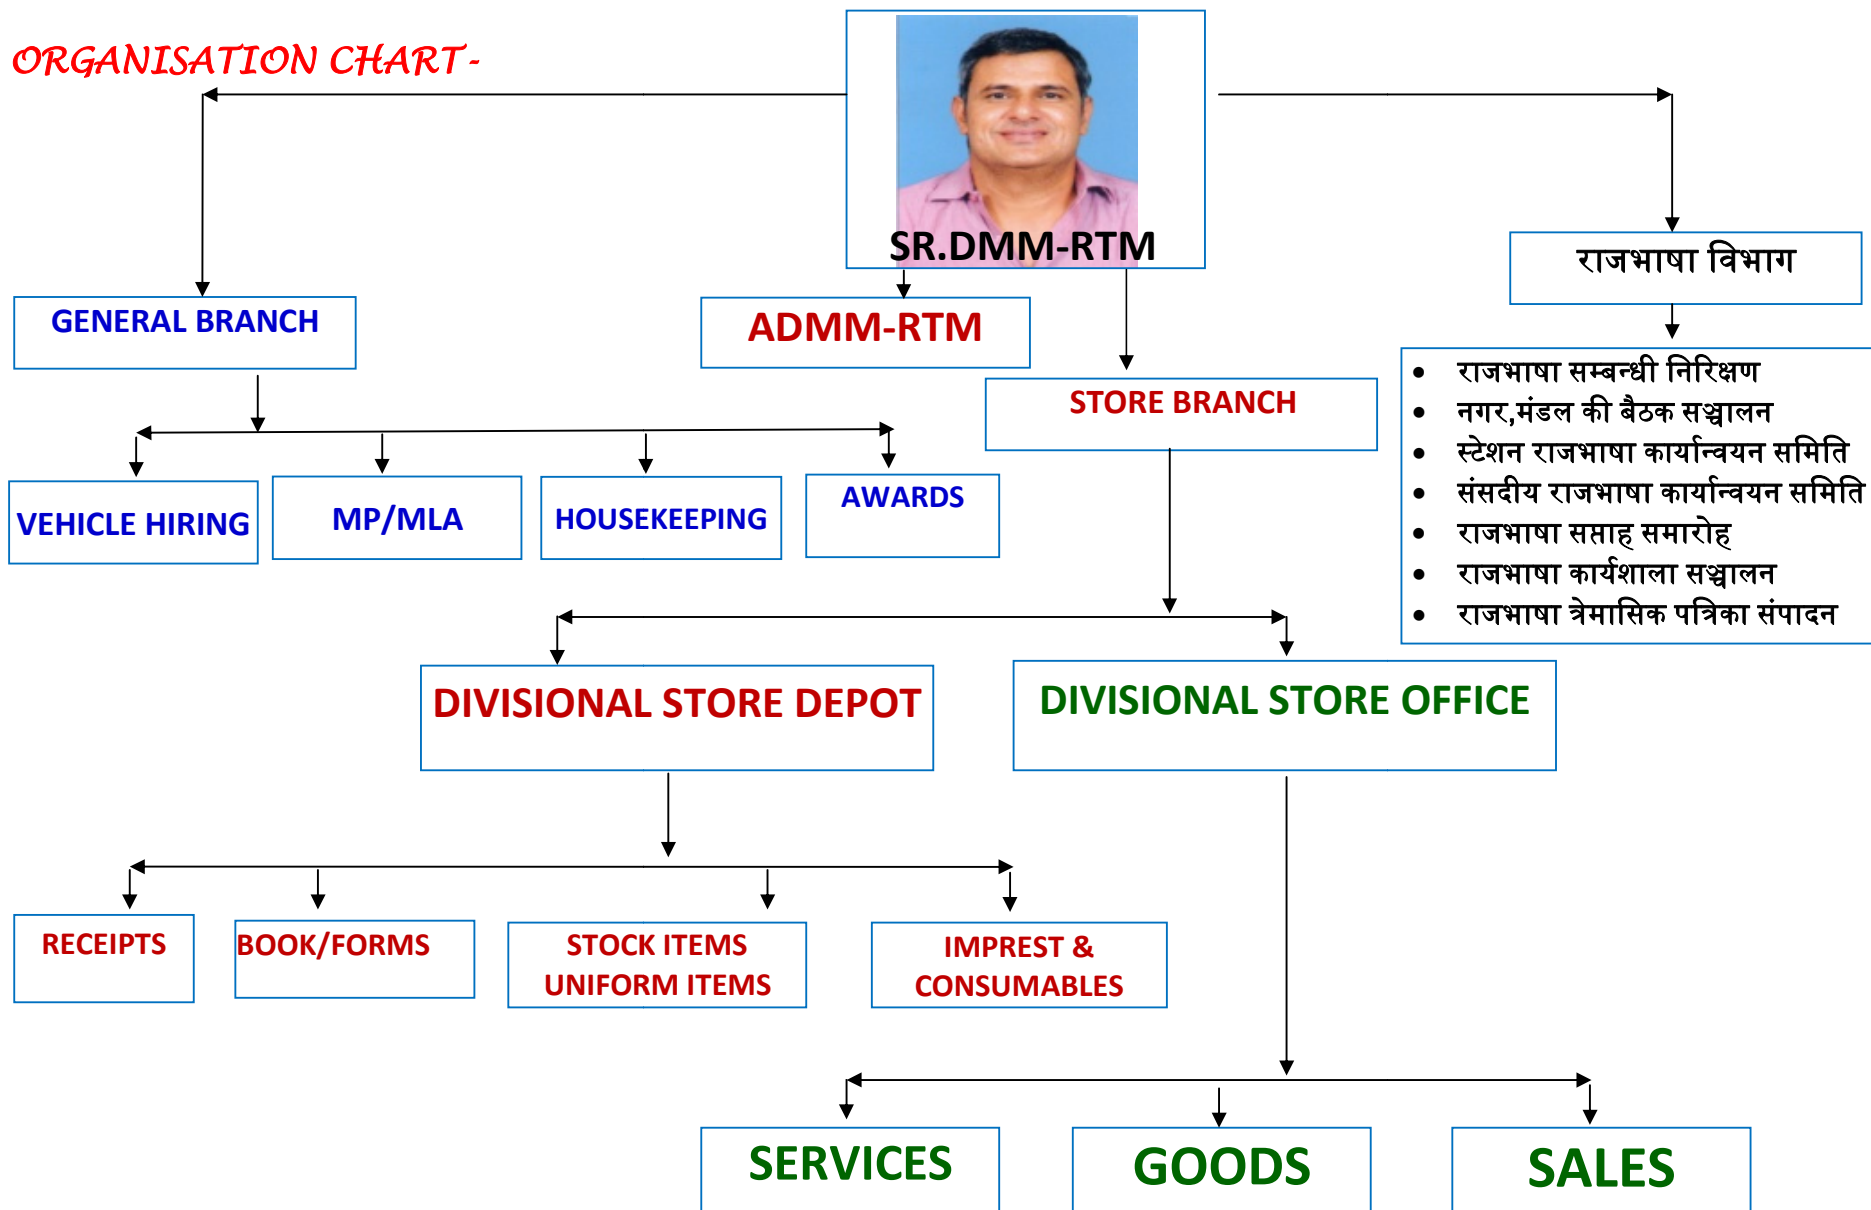 ORGANISATION CHART-
SR.DMM-RTM
राजभाषा विभाग
GENERAL BRANCH
ADMM-RTM
STORE BRANCH
• राजभाषा सम्बन्धी निरिक्षण
• नगर,मंडल की बैठक सञ्चालन
• स्टेशन राजभाषा कार्यान्वयन समिति
• संसदीय राजभाषा कार्यान्वयन समिति
• राजभाषा सप्ताह समारोह
• राजभाषा कार्यशाला सञ्चालन
• राजभाषा त्रेमासिक पत्रिका संपादन
VEHICLE HIRING
MP/MLA
HOUSEKEEPING
AWARDS
DIVISIONAL STORE DEPOT
DIVISIONAL STORE OFFICE
RECEIPTS
BOOK/FORMS
STOCK ITEMS
UNIFORM ITEMS
IMPREST &
CONSUMABLES
SERVICES
GOODS
SALES